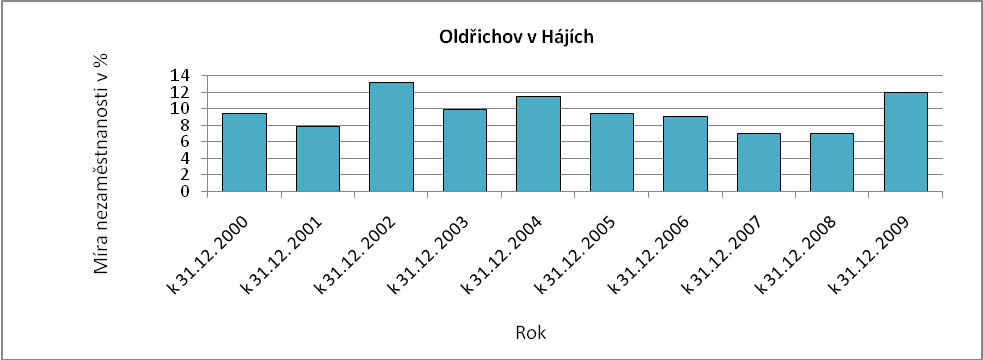 Oldřichov v Hájích
Míra nezaměstnanosti v %
14
12
10
8
6
4
2
0
k 31.12. 2000
k 31.12. 2001
k 31.12. 2002
k 31.12. 2003
k 31.12. 2004
k 31.12. 2005
k 31.12. 2006
k 31.12. 2007
k 31.12. 2008
k 31.12. 2009
Rok